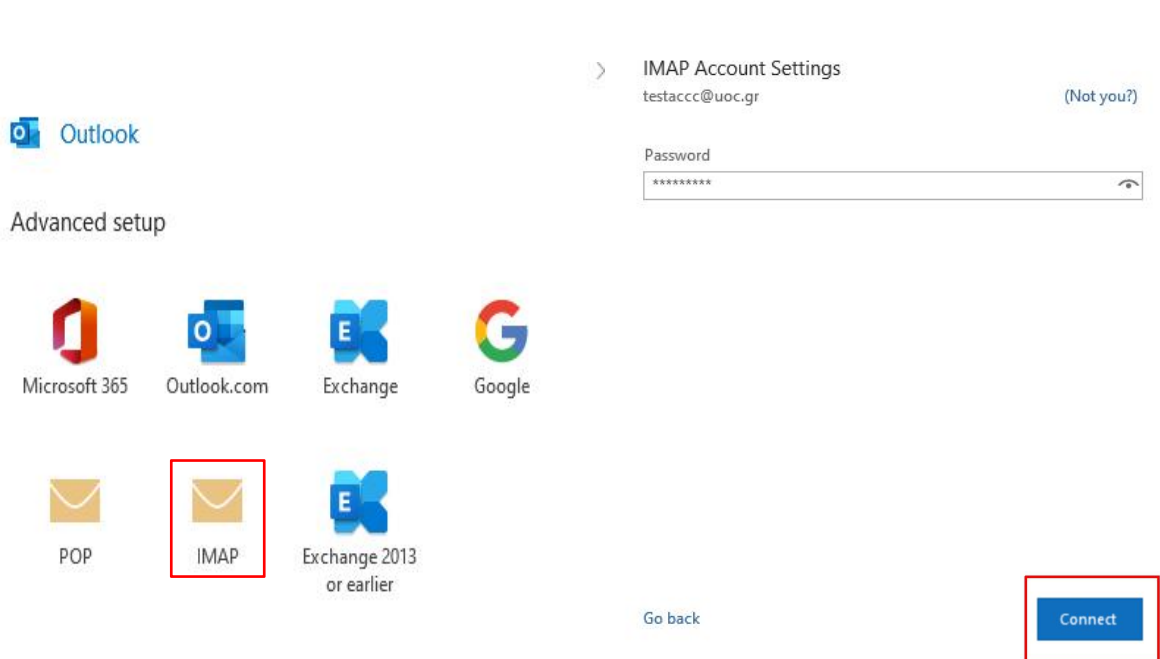 Outlook
Advanced setup
Microsoft 365
Outlook.com
Exchange
Google
POP
IMAP
Exchange 2013
or earlier
IMAP Account Settings
testaccc@uoc.gr
(Not you?)
Password
*********
Go back
Connect